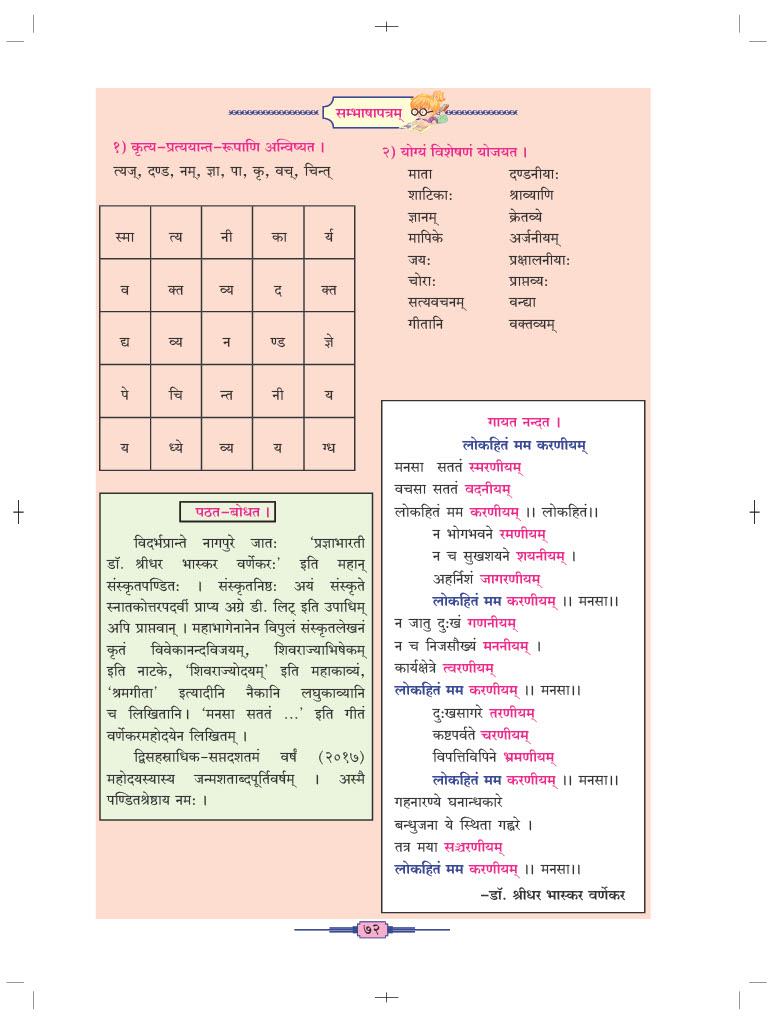 सम्भाषापत्रम्
१) कृत्य-प्रत्ययान्त-रूपाणि अन्विष्यत ।
त्यज्, दण्ड, नम्, ज्ञा, पा, कृ, वच्, चिन्त्
स्मा त्य नी का र्य
व क्त व्य द क्त
द्य व्य न ण्ड ज्ञे
पे चि न्त नी य
य ध्ये व्य य ग्ध
२) योग्यं विशेषणं योजयत ।
माता दण्डनीयाः
शाटिकाः श्राव्याणि
ज्ञानम् क्रेतव्ये
मापिके अर्जनीयम्
जयः प्रक्षालनीयाः
चोराः प्राप्तव्यः
सत्यवचनम् वन्द्या
गीतानि वक्तव्यम्
पठत-बोधत ।
विदर्भप्रान्ते नागपुरे जातः ‘प्रज्ञाभारती
डॉ. श्रीधर भास्कर वर्णेकरः’ इति महान्
संस्कृतपण्डितः । संस्कृतनिष्ठः अयं संस्कृते
स्नातकोत्तरपदवीं प्राप्य अग्रे डी. लिट् इति उपाधिम्
अपि प्राप्तवान् । महाभागेनानेन विपुलं संस्कृतलेखनं
कृतं विवेकानन्दविजयम्, शिवराज्याभिषेकम्
इति नाटके, ‘शिवराज्योदयम्’ इति महाकाव्यं,
‘श्रमगीता’ इत्यादीनि नैकानि लघुकाव्यानि
च लिखितानि। ‘मनसा सततं ...’ इति गीतं
वर्णेकरमहोदयेन लिखितम् ।
द्विसहस्राधिक-सप्तदशतमं वर्षं (२०१७)
महोदयस्यास्य जन्मशताब्दपूर्तिवर्षम् । अस्मै
पण्डितश्रेष्ठाय नमः ।
गायत नन्दत ।
लोकहितं मम करणीयम्
मनसा सततं स्मरणीयम्
वचसा सततं वदनीयम्
लोकहितं मम करणीयम् ।। लोकहितं।।
न भोगभवने रमणीयम्
न च सुखशयने शयनीयम् ।
अहर्निशं जागरणीयम्
लोकहितं मम करणीयम् ।। मनसा।।
न जातु दुःखं गणनीयम्
न च निजसौख्यं मननीयम् ।
कार्यक्षेत्रे त्वरणीयम्
लोकहितं मम करणीयम् ।। मनसा।।
दुःखसागरे तरणीयम्
कष्टपर्वते चरणीयम्
विपत्तिविपिने भ्रमणीयम्
लोकहितं मम करणीयम् ।। मनसा।।
गहनारण्ये घनान्धकारे
बन्धुजना ये स्थिता गह्वरे ।
तत्र मया सञ्चरणीयम्
लोकहितं मम करणीयम् ।। मनसा।।
-डॉ. श्रीधर भास्कर वर्णेकर
७२